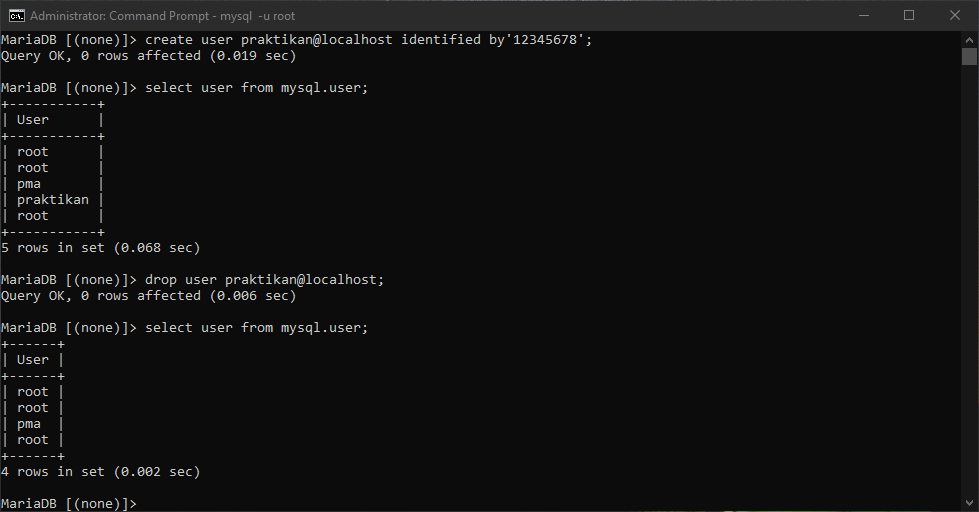 Administrator: Command Prompt - mysql  -u root
MariaDB [(none)]> create user praktikan@localhost identified by'12345678';
Query OK, 0 rows affected (0.019 sec)
MariaDB [(none)]> select user from mysql.user;
+-----------+
| User      |
+-----------+
| root      |
| root      |
| pma       |
| praktikan |
| root      |
+-----------+
5 rows in set (0.068 sec)
MariaDB [(none)]> drop user praktikan@localhost;
Query OK, 0 rows affected (0.006 sec)
MariaDB [(none)]> select user from mysql.user;
+------+
| User |
+------+
| root |
| root |
| pma  |
| root |
+------+
4 rows in set (0.002 sec)
MariaDB [(none)]>